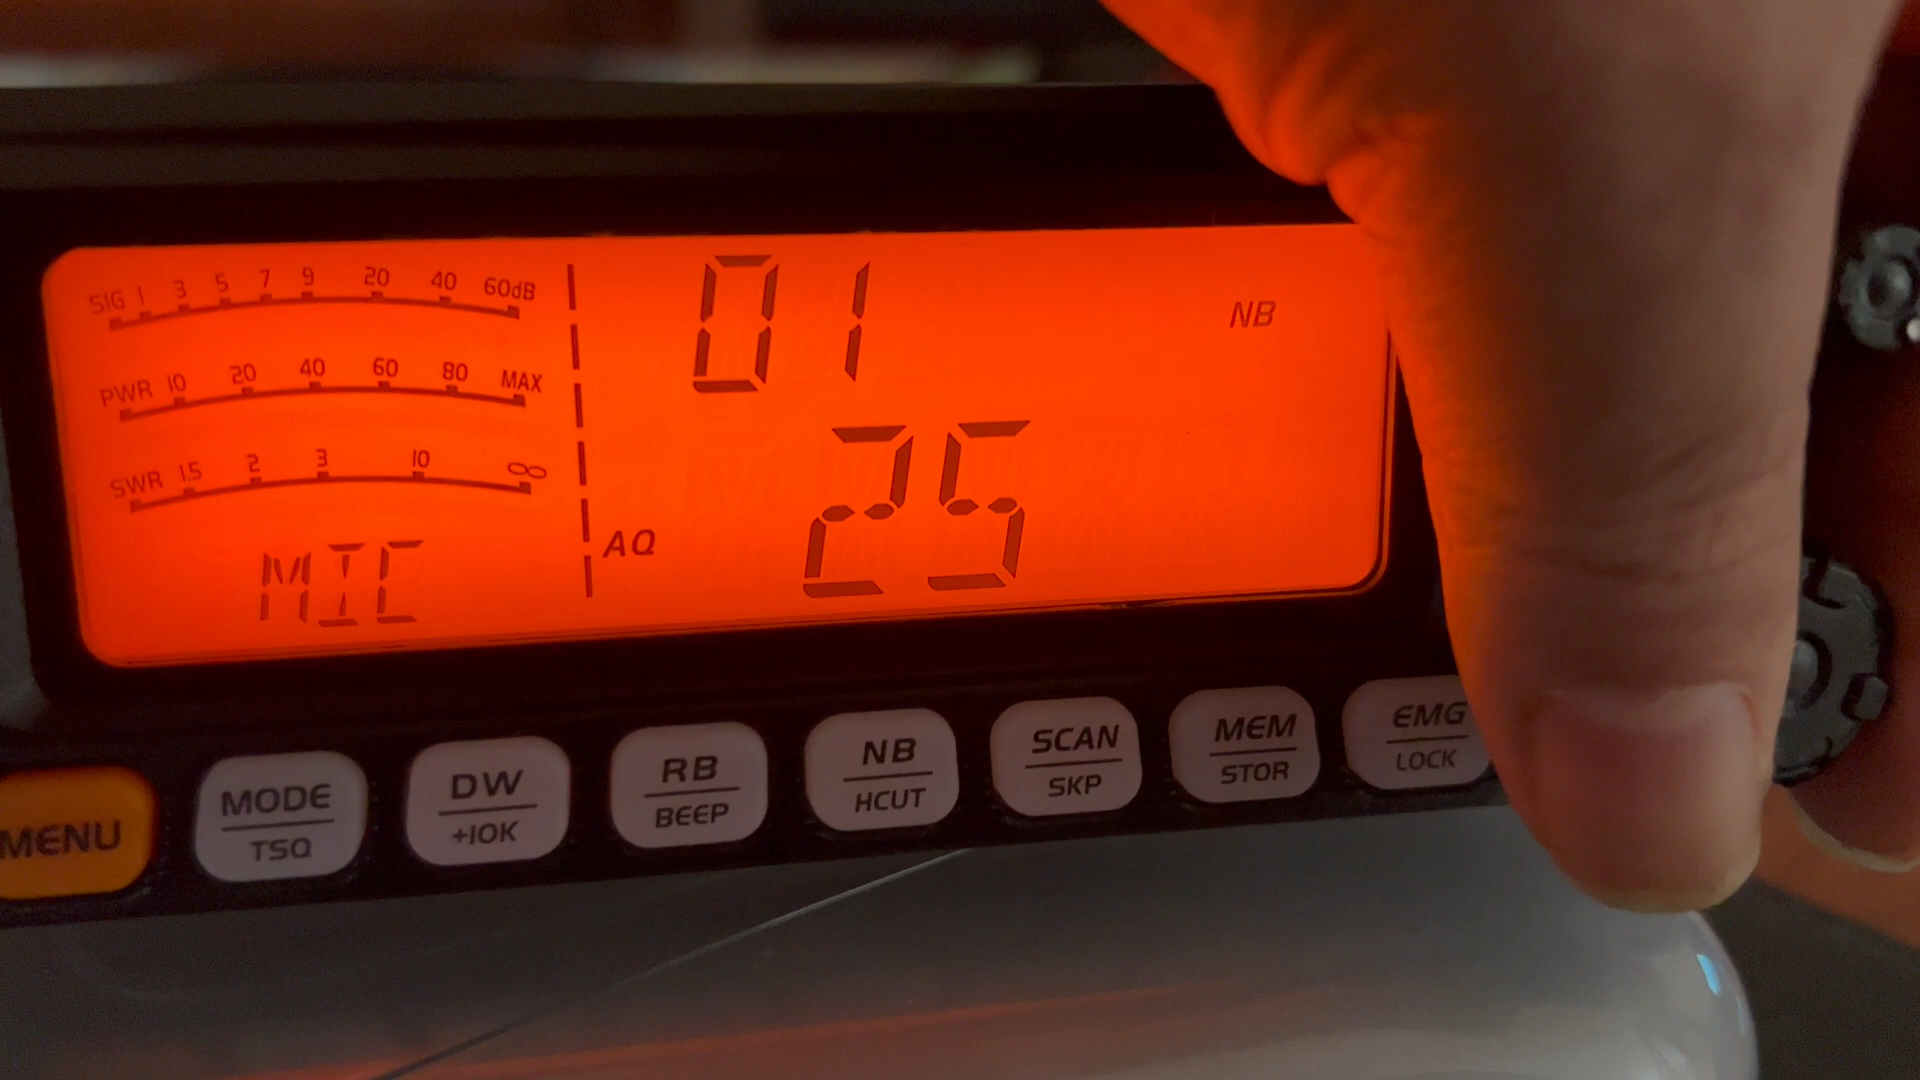 SIG 1 3 5 7 9 20 40 60dB
PWR 10 20 40 60 80 MAX
SWR 1.5 2 3 10 ∞
MIC
01
NB
AQ
25
MENU
MODE
TSQ
DW
+10K
RB
BEEP
NB
HCUT
SCAN
SKP
MEM
STOR
EMG
LOCK